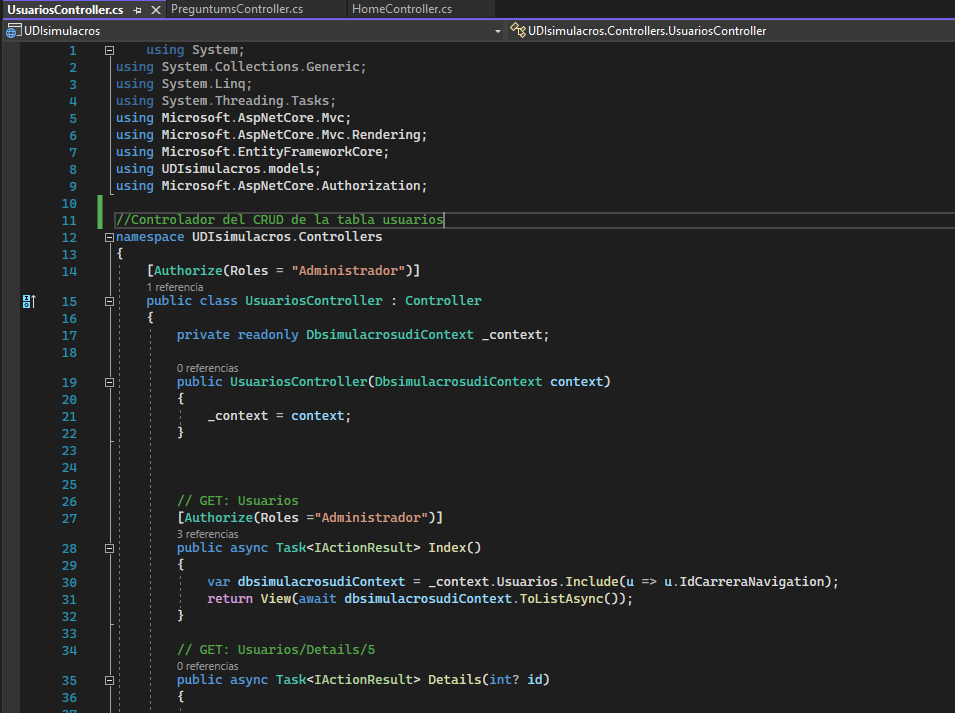 UsuariosController.cs PreguntumsController.cs HomeController.cs
UDIsimulacros UDIsimulacros.Controllers.UsuariosController
1 using System;
2 using System.Collections.Generic;
3 using System.Linq;
4 using System.Threading.Tasks;
5 using Microsoft.AspNetCore.Mvc;
6 using Microsoft.AspNetCore.Mvc.Rendering;
7 using Microsoft.EntityFrameworkCore;
8 using UDIsimulacros.models;
9 using Microsoft.AspNetCore.Authorization;
10
11 //Controlador del CRUD de la tabla usuarios
12 namespace UDIsimulacros.Controllers
13 {
14 [Authorize(Roles = "Administrador")]
1 referencia
15 public class UsuariosController : Controller
16 {
17 private readonly DbsimulacrosudiContext _context;
18
0 referencias
19 public UsuariosController(DbsimulacrosudiContext context)
20 {
21 _context = context;
22 }
23
24
25
26 // GET: Usuarios
27 [Authorize(Roles ="Administrador")]
3 referencias
28 public async Task<IActionResult> Index()
29 {
30 var dbsimulacrosudiContext = _context.Usuarios.Include(u => u.IdCarreraNavigation);
31 return View(await dbsimulacrosudiContext.ToListAsync());
32 }
33
34 // GET: Usuarios/Details/5
0 referencias
35 public async Task<IActionResult> Details(int? id)
36 {
37